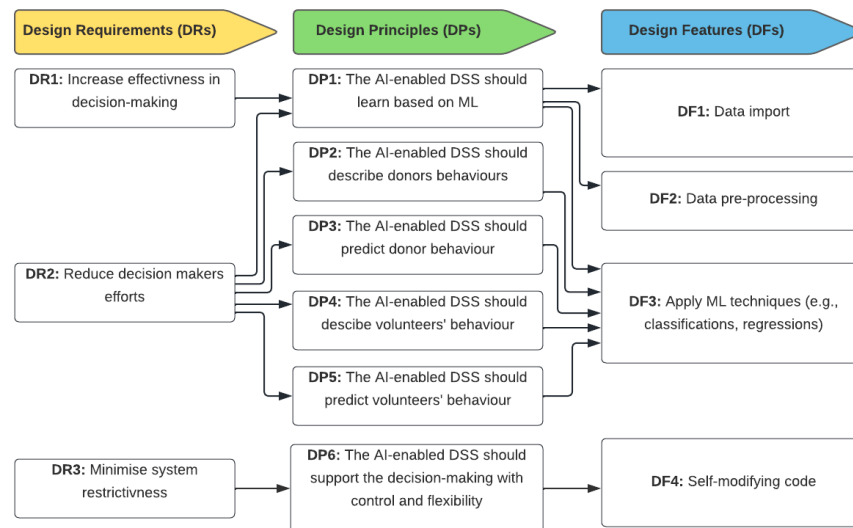 Design Requirements (DRs)
Design Principles (DPs)
Design Features (DFs)
DR1: Increase effectivness in
decision-making
DP1: The AI-enabled DSS should
learn based on ML
DF1: Data import
DP2: The AI-enabled DSS should
describe donors behaviours
DF2: Data pre-processing
DP3: The AI-enabled DSS should
predict donor behaviour
DR2: Reduce decision makers
efforts
DP4: The AI-enabled DSS should
descibe volunteers' behaviour
DF3: Apply ML techniques (e.g.,
classifications, regressions)
DP5: The AI-enabled DSS should
predict volunteers' behaviour
DR3: Minimise system
restrictivness
DP6: The AI-enabled DSS should
support the decision-making with
control and flexibility
DF4: Self-modifying code